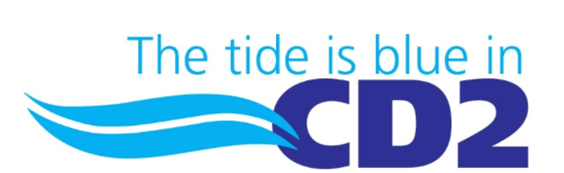 The tide is blue in
CD2